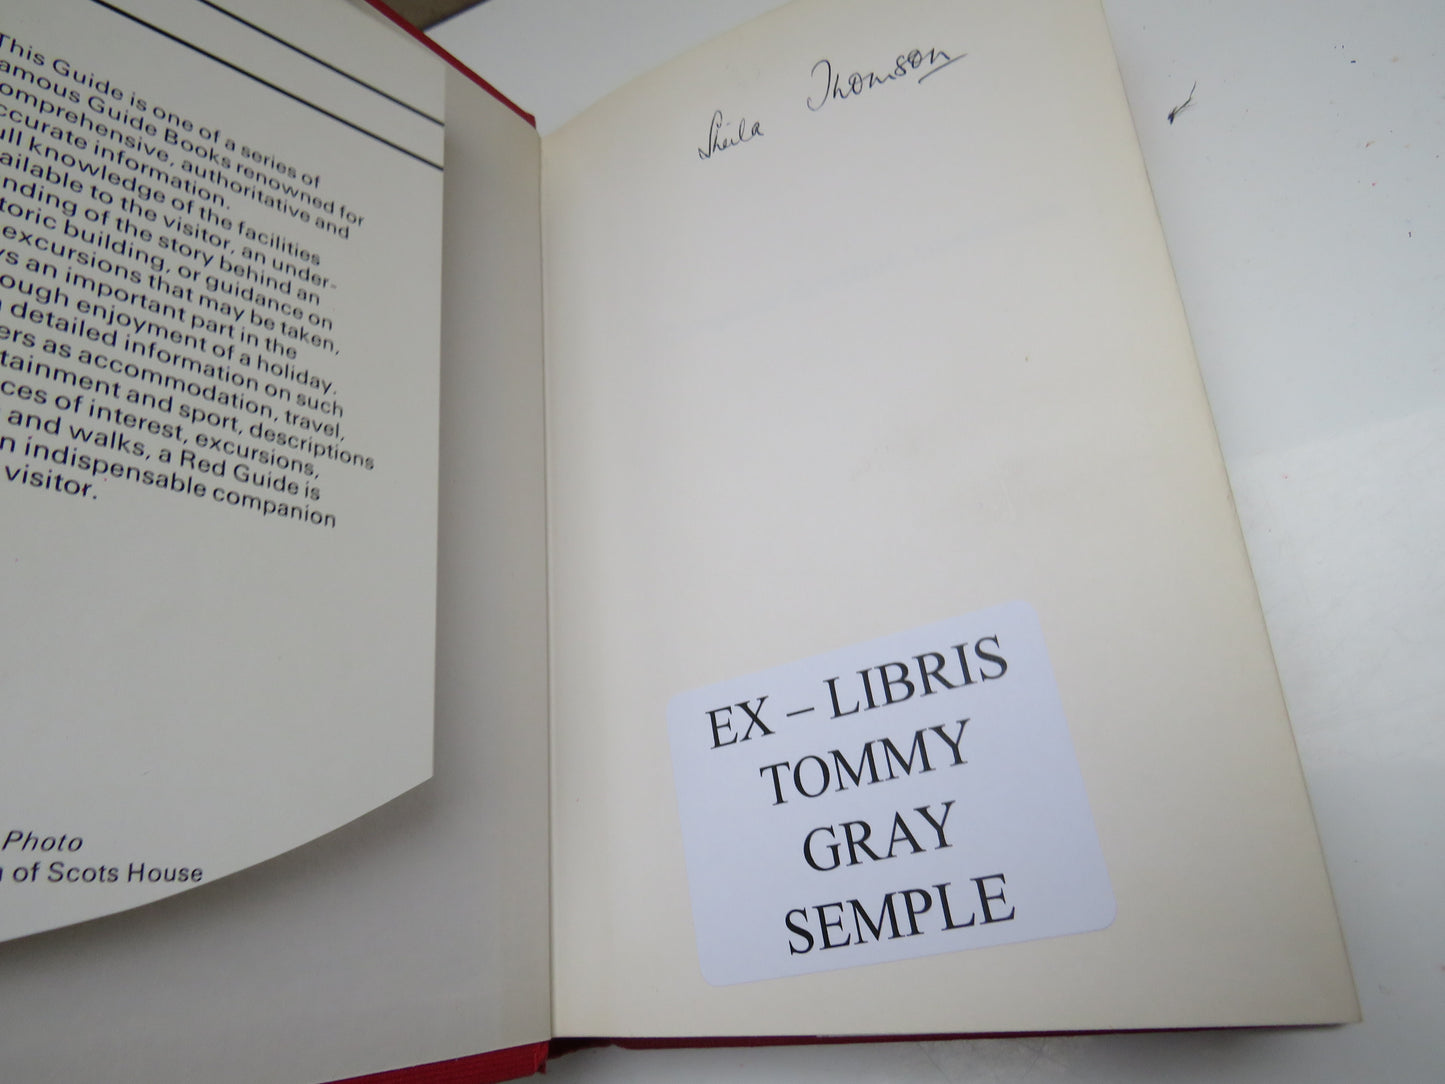 This Guide is one of a series of
amous Guide Books renowned for
omprehensive, authoritative and
ccurate information.
ull knowledge of the facilities
ailable to the visitor, an under-
nding of the story behind an
toric building, or guidance on
excursions that may be taken,
ys an important part in the
ough enjoyment of a holiday.
detailed information on such
ers as accommodation, travel,
tainment and sport, descriptions
ces of interest, excursions,
and walks, a Red Guide is
n indispensable companion
visitor.
Photo
of Scots House
Sheila Thomson
EX – LIBRIS
TOMMY
GRAY
SEMPLE